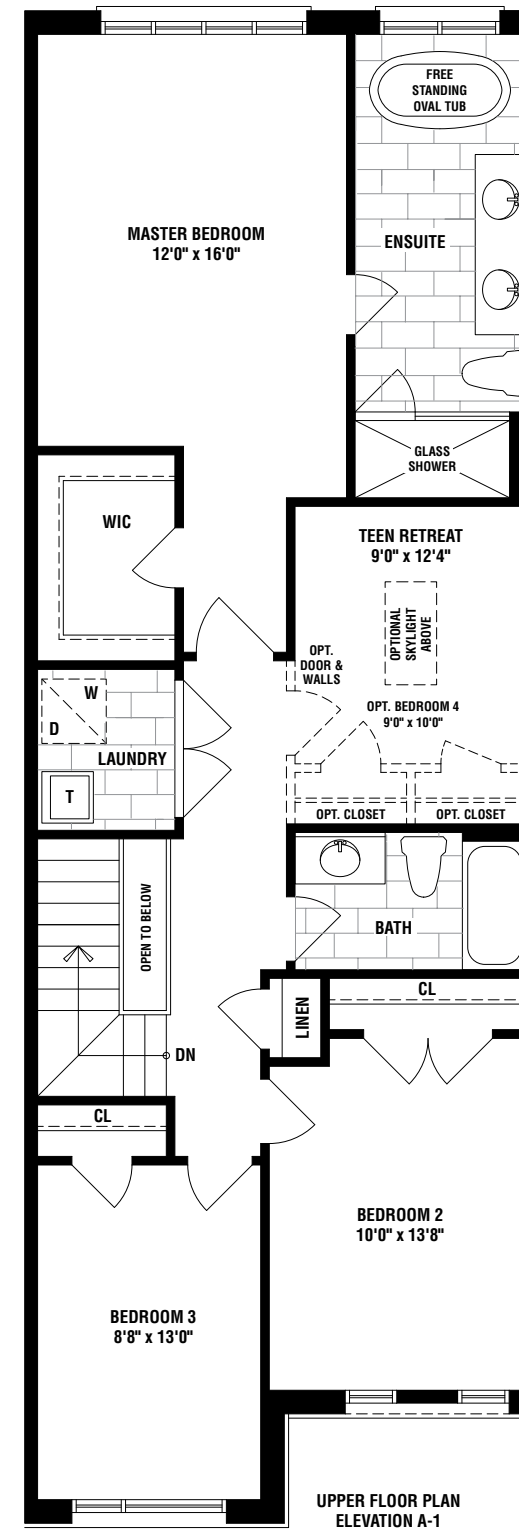 FREE
STANDING
OVAL TUB
MASTER BEDROOM
12'0" x 16'0"
ENSUITE
GLASS
SHOWER
WIC
TEEN RETREAT
9'0" x 12'4"
OPTIONAL
SKYLIGHT
ABOVE
OPT.
DOOR &
WALLS
OPT. BEDROOM 4
9'0" x 10'0"
W
D
LAUNDRY
T
OPT. CLOSET
OPT. CLOSET
OPEN TO BELOW
BATH
LINEN
CL
DN
CL
BEDROOM 2
10'0" x 13'8"
BEDROOM 3
8'8" x 13'0"
UPPER FLOOR PLAN
ELEVATION A-1